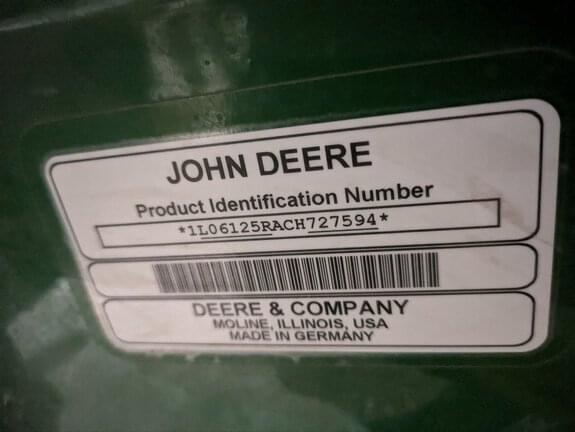 JOHN DEERE
Product Identification Number
*1L06125RACH727594*
DEERE & COMPANY
MOLINE, ILLINOIS, USA
MADE IN GERMANY